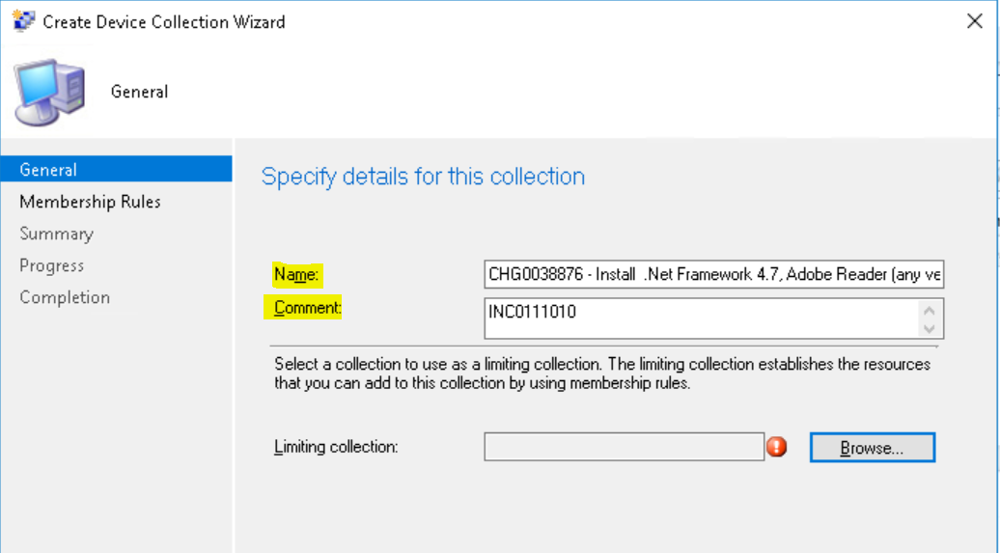 Create Device Collection Wizard
General
General
Membership Rules
Summary
Progress
Completion
Specify details for this collection
Name:
CHG0038876 - Install .Net Framework 4.7, Adobe Reader (any ve
Comment:
INC0111010
Select a collection to use as a limiting collection. The limiting collection establishes the resources
that you can add to this collection by using membership rules.
Limiting collection:
Browse...